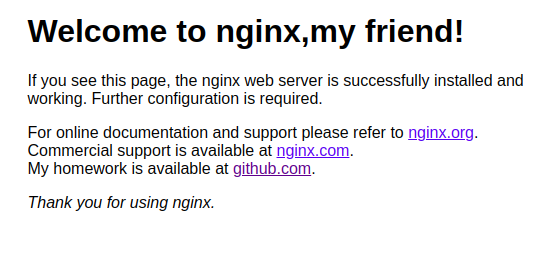 Welcome to nginx,my friend!
If you see this page, the nginx web server is successfully installed and
working. Further configuration is required.
For online documentation and support please refer to nginx.org.
Commercial support is available at nginx.com.
My homework is available at github.com.
Thank you for using nginx.